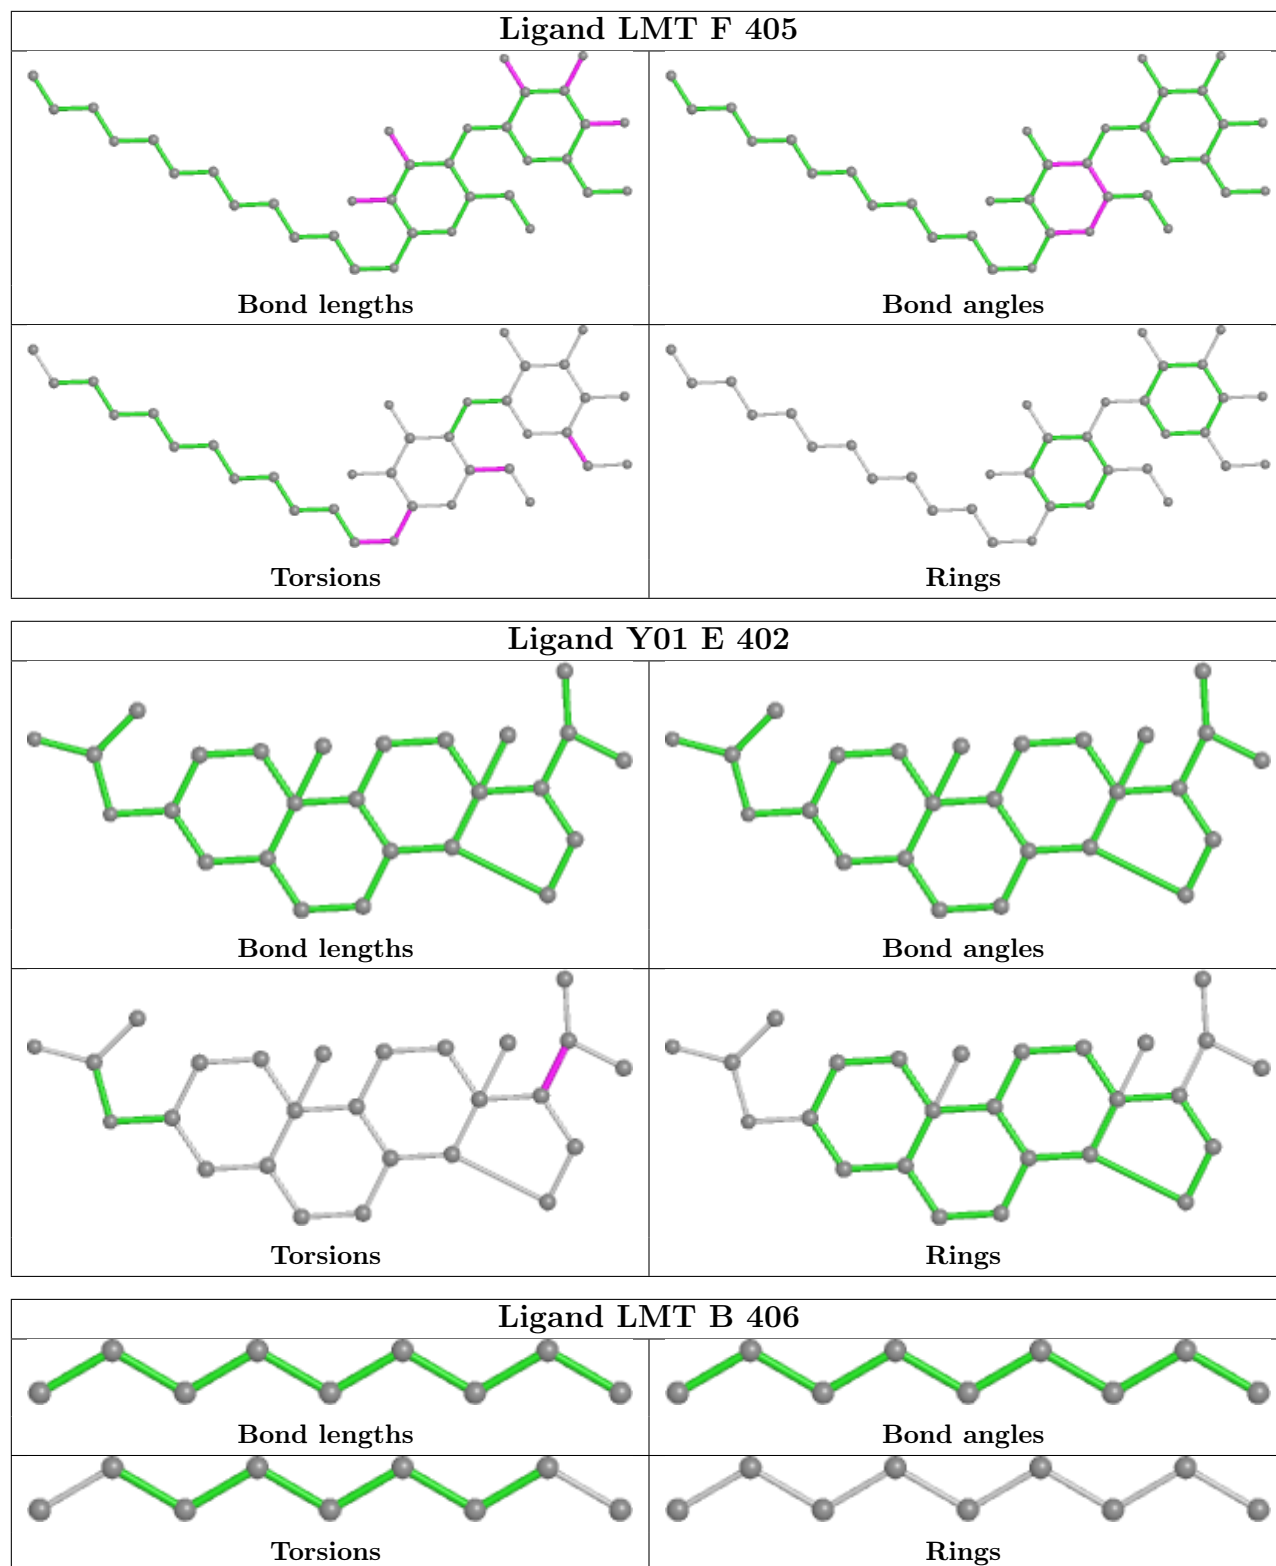 Ligand LMT F 405
Bond lengths
Bond angles
Torsions
Rings
Ligand Y01 E 402
Bond lengths
Bond angles
Torsions
Rings
Ligand LMT B 406
Bond lengths
Bond angles
Torsions
Rings